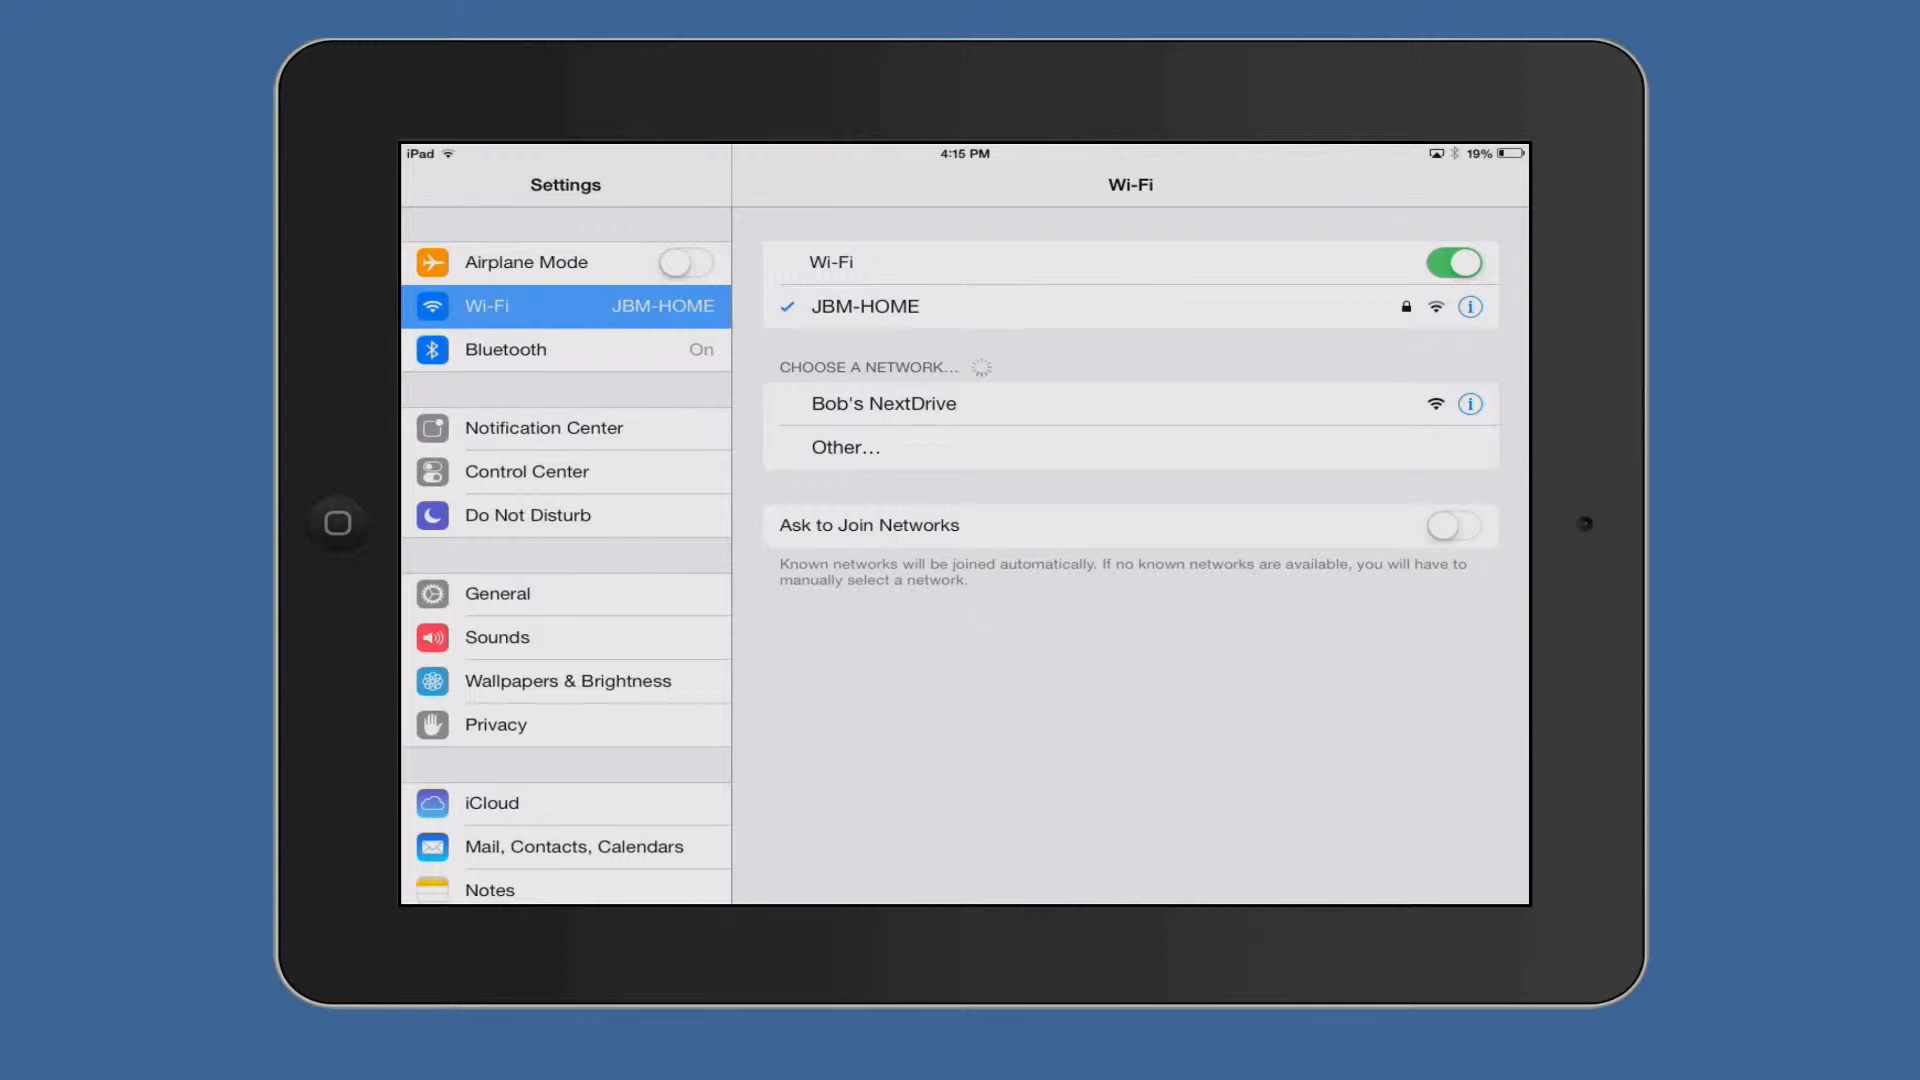 iPad
4:15 PM
19%
Settings
Wi-Fi
Airplane Mode
Wi-Fi JBM-HOME
Bluetooth On
Notification Center
Control Center
Do Not Disturb
General
Sounds
Wallpapers & Brightness
Privacy
iCloud
Mail, Contacts, Calendars
Notes
Wi-Fi
JBM-HOME
CHOOSE A NETWORK...
Bob's NextDrive
Other...
Ask to Join Networks
Known networks will be joined automatically. If no known networks are available, you will have to
manually select a network.